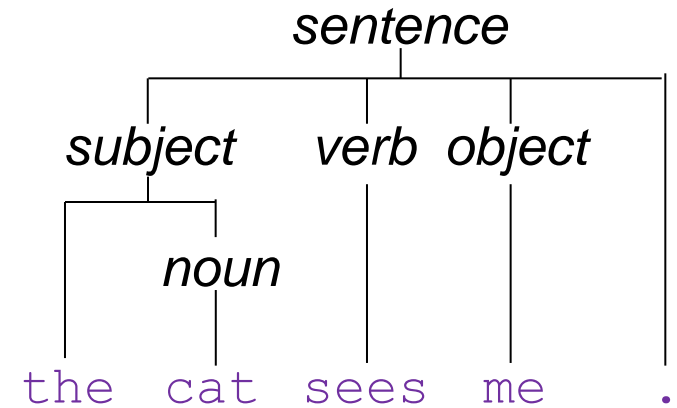 sentence
subject verb object
noun
the cat sees me .